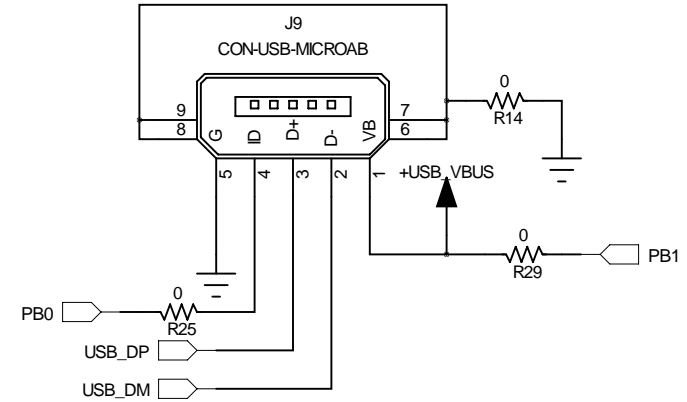 J9
CON-USB-MICROAB
0
R14
9
8
7
6
G
ID
D+
D-
VB
5
4
3
2
1
+USB_VBUS
0
R29
PB1
PB0
0
R25
USB_DP
USB_DM